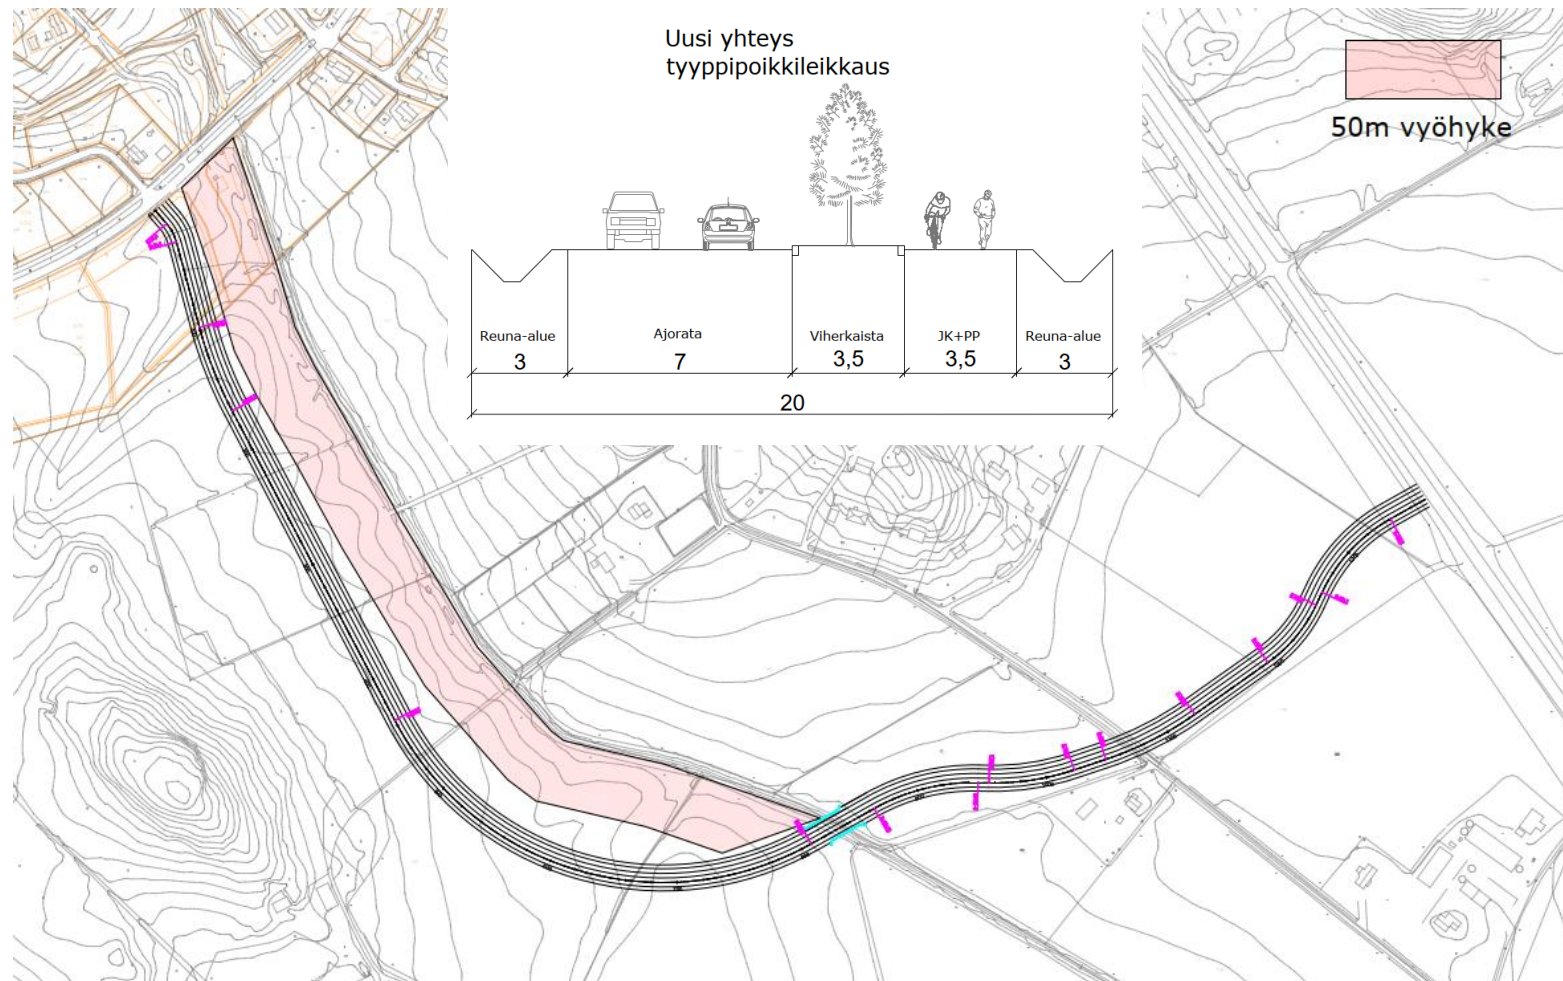 Uusi yhteys
tyyppipoikkileikkaus
50m vyöhyke
Reuna-alue
Ajorata
Viherkaista
JK+PP
Reuna-alue
3
7
3,5
3,5
3
20